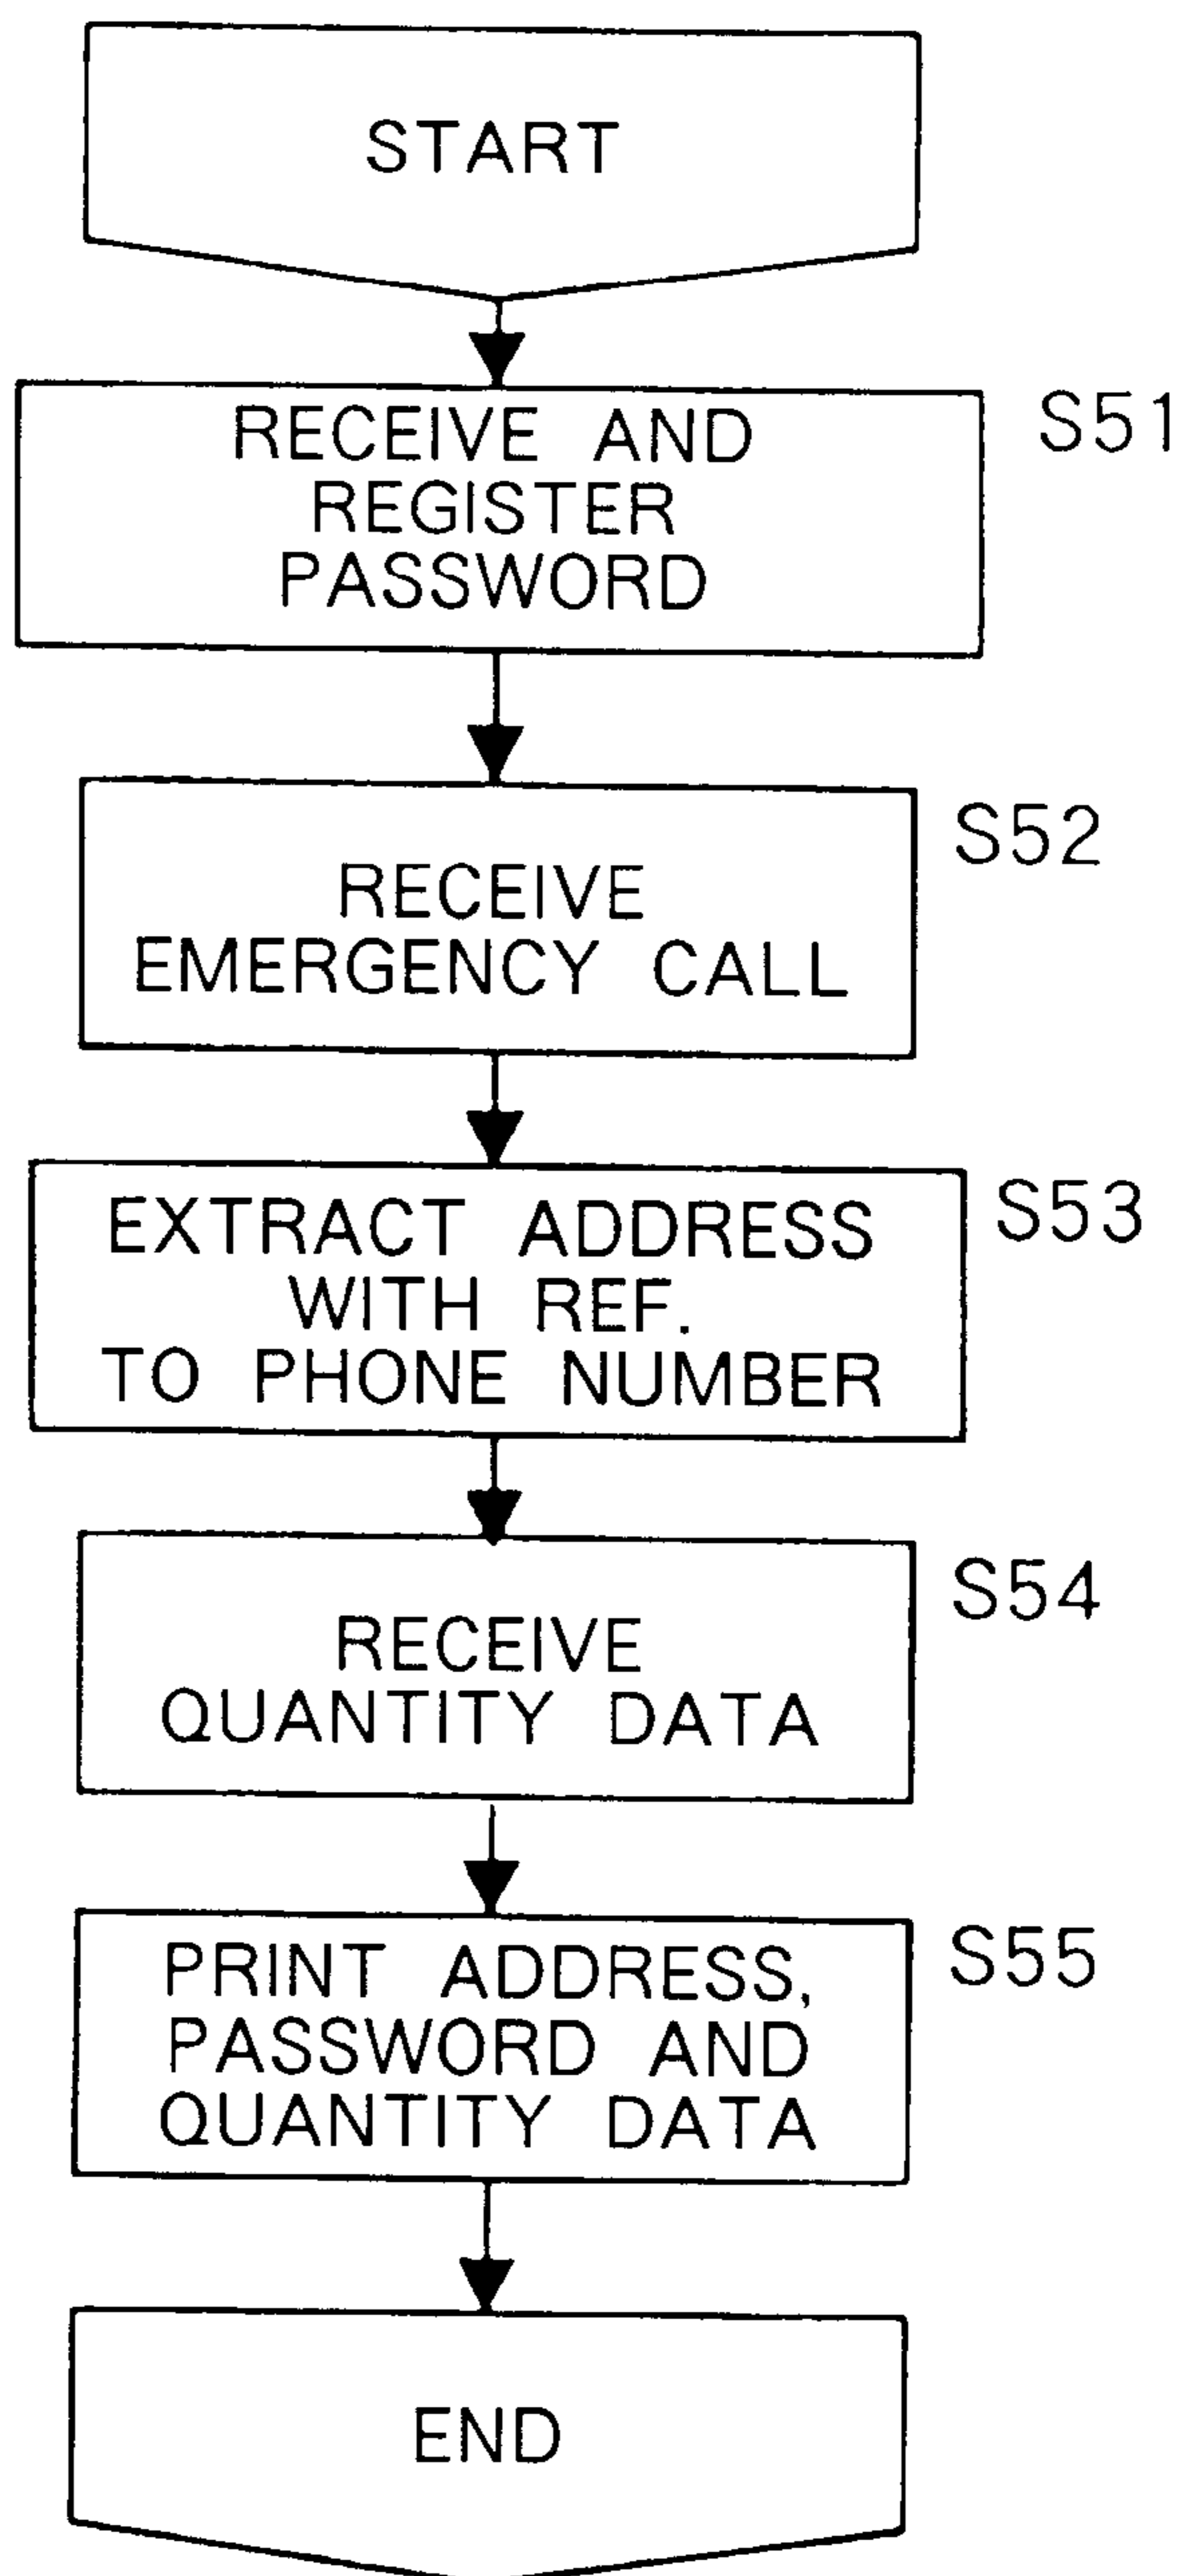 START
RECEIVE AND
REGISTER
PASSWORD
S51
RECEIVE
EMERGENCY CALL
S52
EXTRACT ADDRESS
WITH REF.
TO PHONE NUMBER
S53
RECEIVE
QUANTITY DATA
S54
PRINT ADDRESS,
PASSWORD AND
QUANTITY DATA
S55
END